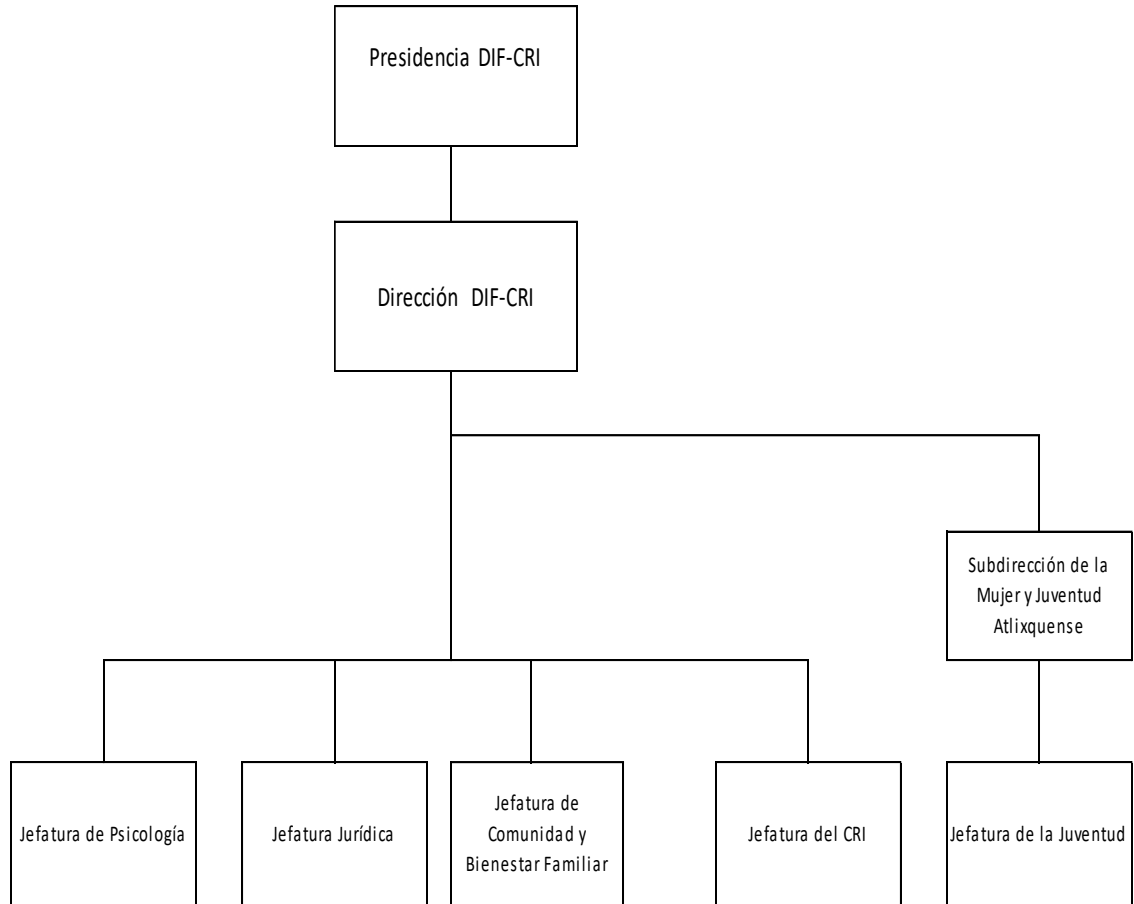 Presidencia DIF-CRI
Dirección DIF-CRI
Subdirección de la
Mujer y Juventud
Atlixquense
Jefatura de Psicología
Jefatura Jurídica
Jefatura de
Comunidad y
Bienestar Familiar
Jefatura del CRI
Jefatura de la Juventud